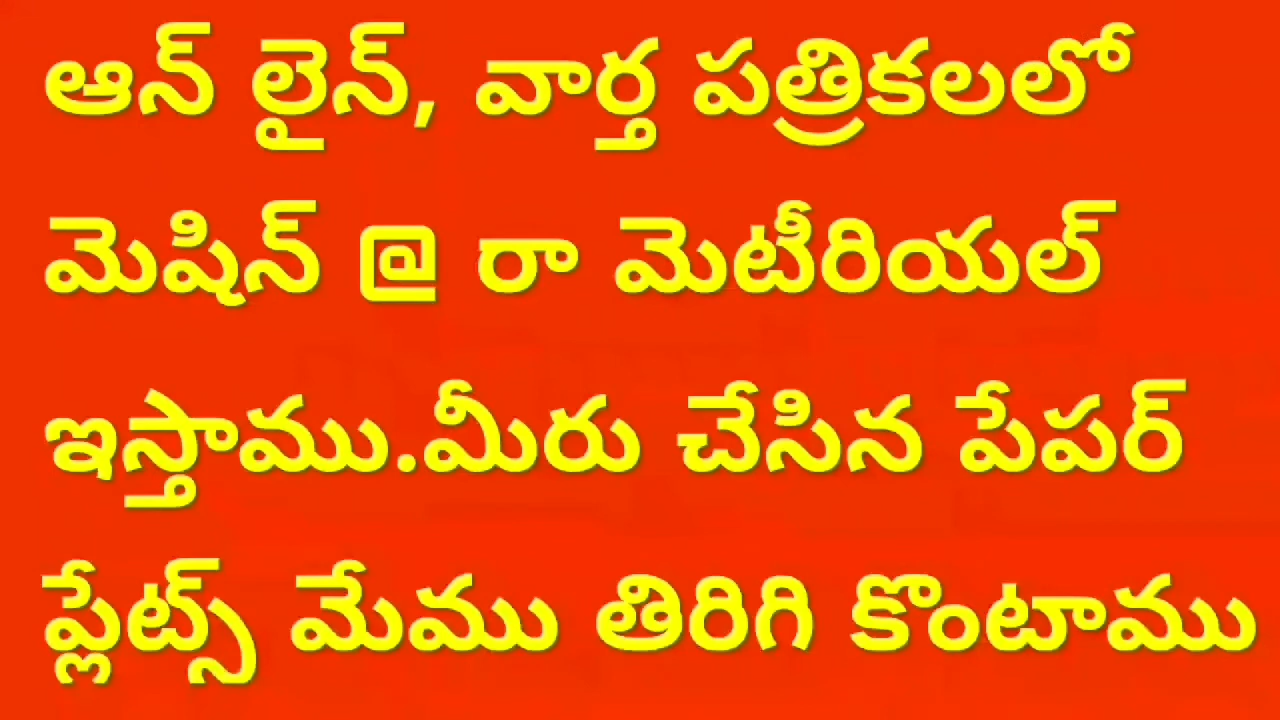 ఆన్ లైన్, వార్త పత్రికలలో
మెషిన్ @ రా మెటీరియల్
ఇస్తాము.మీరు చేసిన పేపర్
ప్లేట్స్ మేము తిరిగి కొంటాము